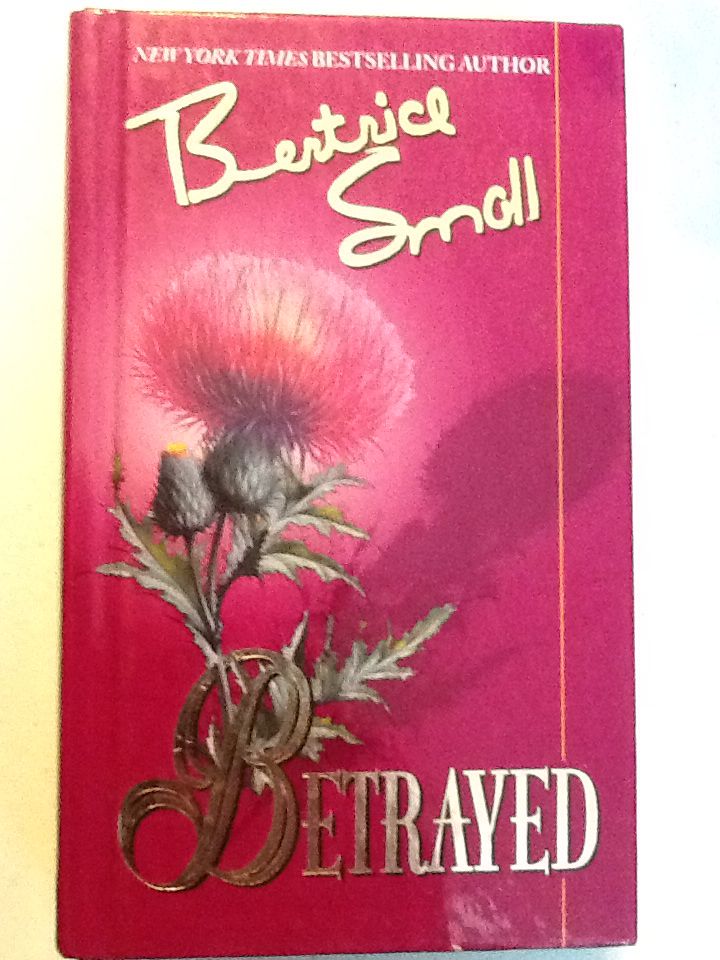 NEW YORK TIMES BESTSELLING AUTHOR
Bertrice
Small
BETRAYED